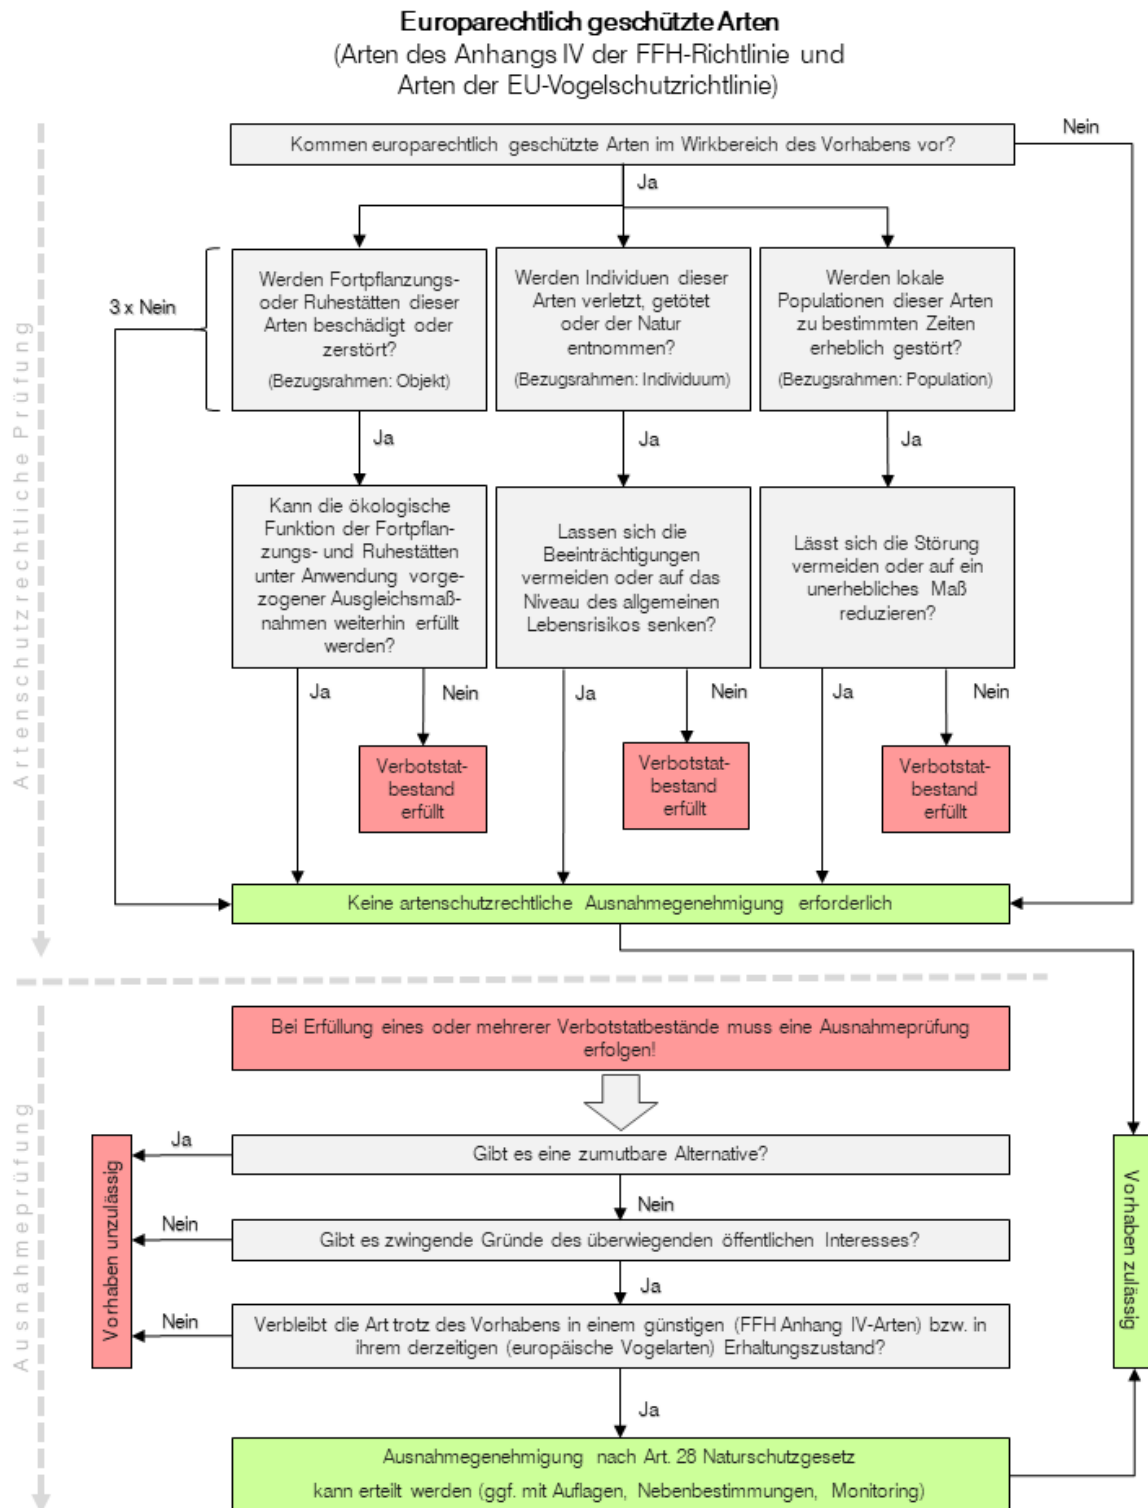 Europarechtlich geschützte Arten
(Arten des Anhangs IV der FFH-Richtlinie und
Arten der EU-Vogelschutzrichtlinie)
Artenschutzrechtliche Prüfung
Kommen europarechtlich geschützte Arten im Wirkbereich des Vorhabens vor?
Nein
Ja
3 x Nein
Werden Fortpflanzungs-
oder Ruhestätten dieser
Arten beschädigt oder
zerstört?
(Bezugsrahmen: Objekt)
Werden Individuen dieser
Arten verletzt, getötet
oder der Natur
entnommen?
(Bezugsrahmen: Individuum)
Werden lokale
Populationen dieser Arten
zu bestimmten Zeiten
erheblich gestört?
(Bezugsrahmen: Population)
Ja
Ja
Ja
Kann die ökologische
Funktion der Fortpflan-
zungs- und Ruhestätten
unter Anwendung vorge-
zogener Ausgleichsmaß-
nahmen weiterhin erfüllt
werden?
Lassen sich die
Beeinträchtigungen
vermeiden oder auf das
Niveau des allgemeinen
Lebensrisikos senken?
Lässt sich die Störung
vermeiden oder auf ein
unerhebliches Maß
reduzieren?
Ja
Nein
Ja
Nein
Ja
Nein
Verbotstat-
bestand
erfüllt
Verbotstat-
bestand
erfüllt
Verbotstat-
bestand
erfüllt
Keine artenschutzrechtliche Ausnahmegenehmigung erforderlich
Ausnahmeprüfung
Bei Erfüllung eines oder mehrerer Verbotstatbestände muss eine Ausnahmeprüfung
erfolgen!
Vorhaben unzulässig
Ja
Gibt es eine zumutbare Alternative?
Nein
Nein
Gibt es zwingende Gründe des überwiegenden öffentlichen Interesses?
Ja
Nein
Verbleibt die Art trotz des Vorhabens in einem günstigen (FFH Anhang IV-Arten) bzw. in
ihrem derzeitigen (europäische Vogelarten) Erhaltungszustand?
Vorhaben zulässig
Ja
Ausnahmegenehmigung nach Art. 28 Naturschutzgesetz
kann erteilt werden (ggf. mit Auflagen, Nebenbestimmungen, Monitoring)